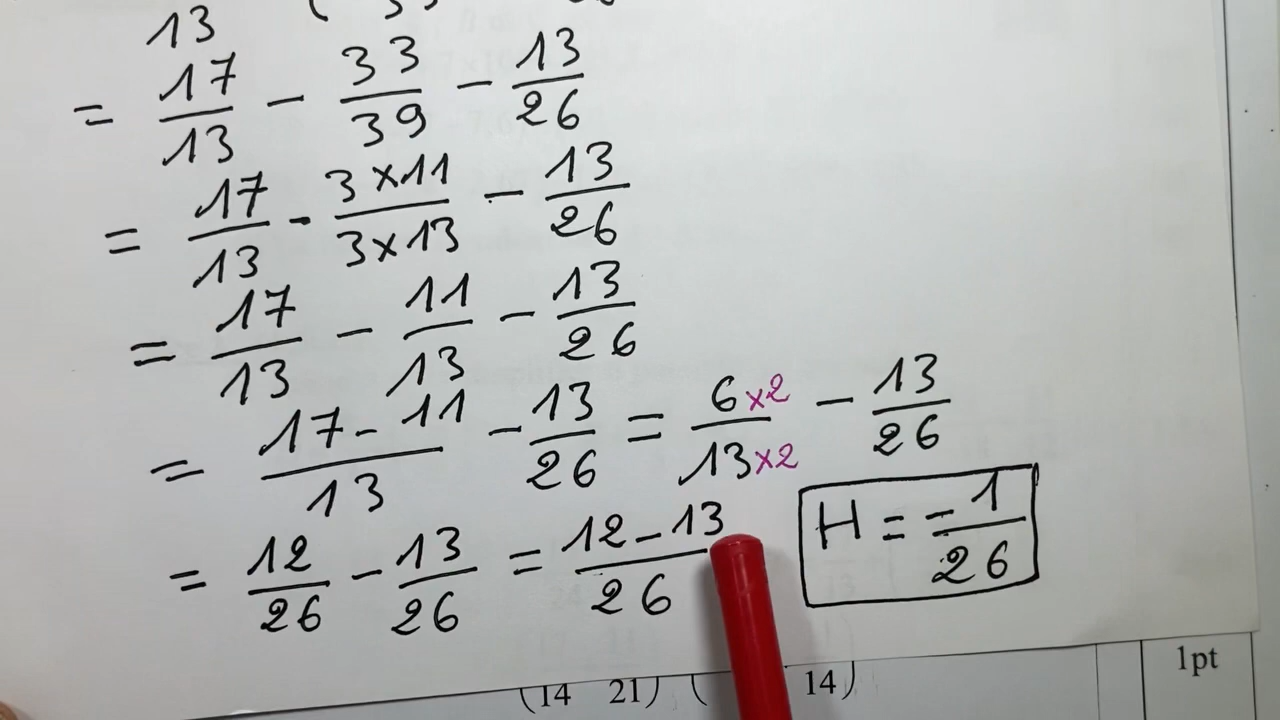 13
= 17/13 - 33/39 - 13/26
= 17/13 - 3×11/3×13 - 13/26
= 17/13 - 11/13 - 13/26
= 17-11/13 - 13/26 = 6×2/13×2 - 13/26
= 12/26 - 13/26 = 12-13/26
H = -1/26
1pt
(14 21) ( 14)